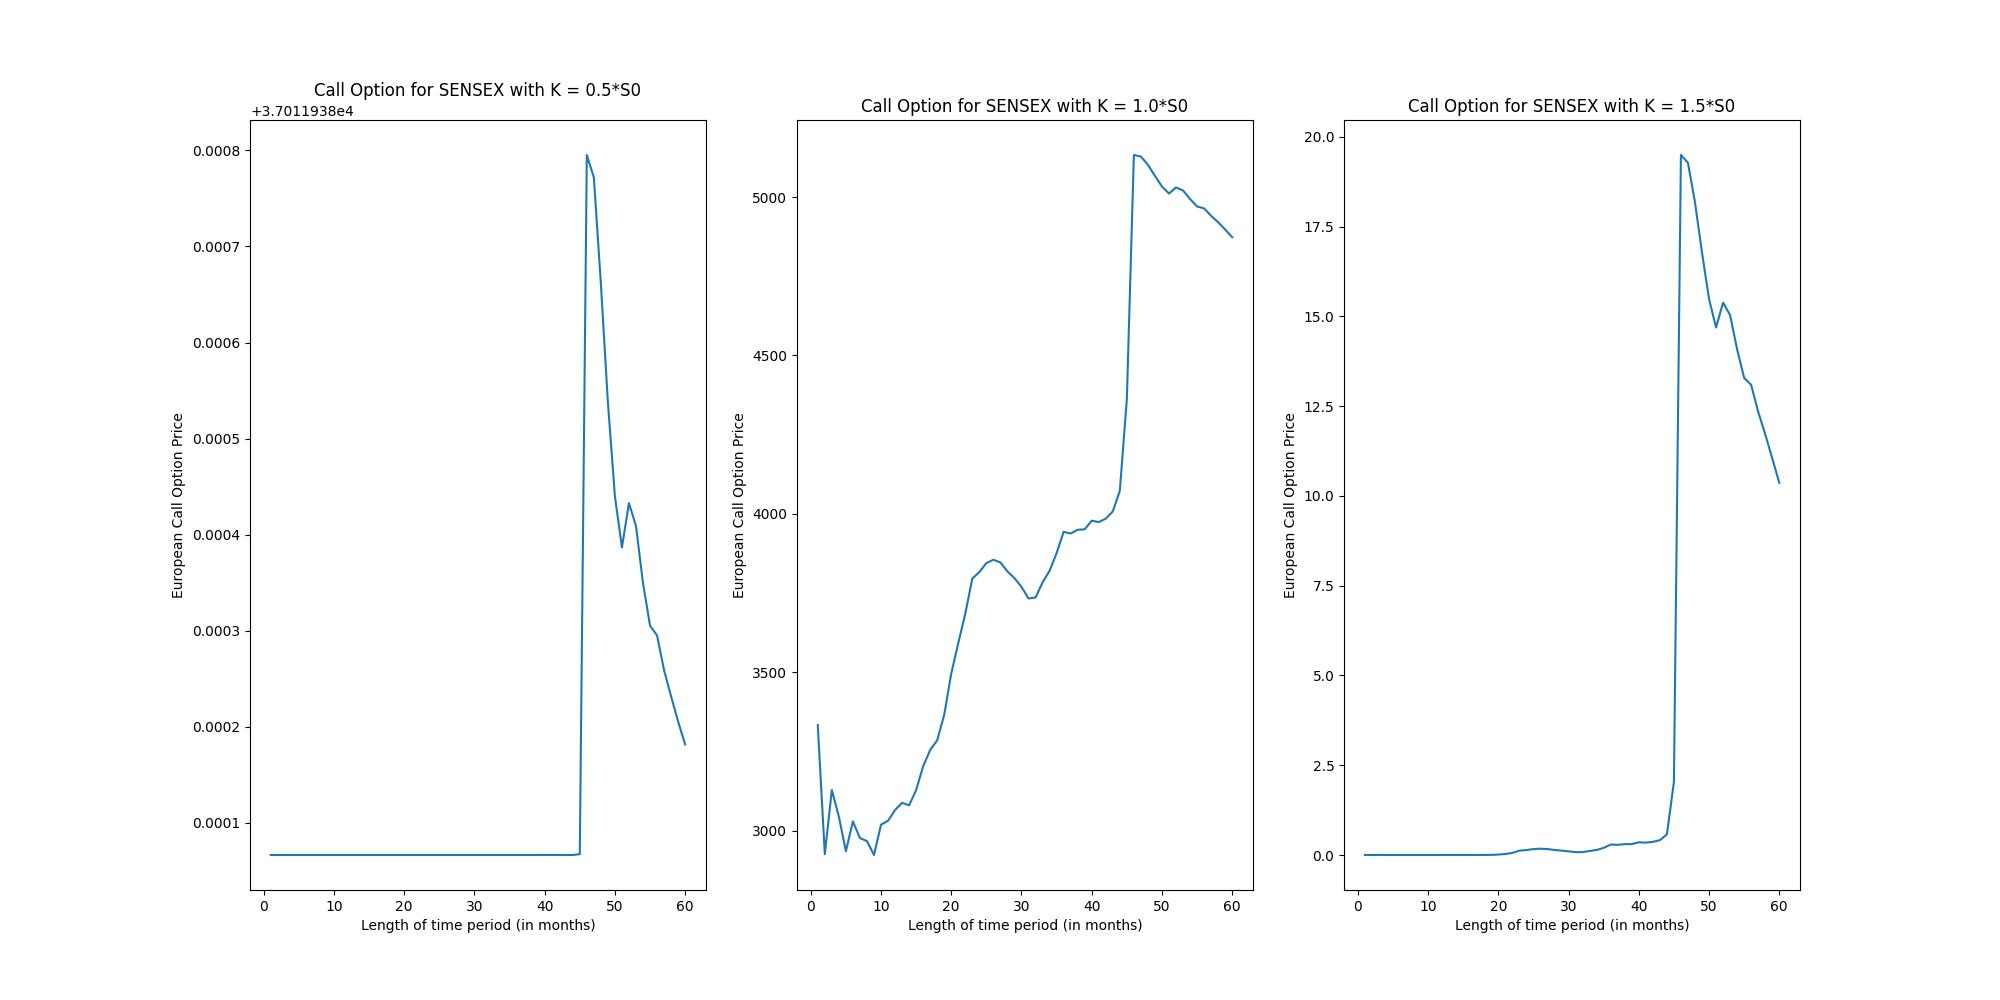 Call Option for SENSEX with K = 0.5*S0
+3.7011938e4
0.0008
0.0007
0.0006
0.0005
0.0004
0.0003
0.0002
0.0001
European Call Option Price
0 10 20 30 40 50 60
Length of time period (in months)
Call Option for SENSEX with K = 1.0*S0
5000
4500
4000
3500
3000
European Call Option Price
0 10 20 30 40 50 60
Length of time period (in months)
Call Option for SENSEX with K = 1.5*S0
20.0
17.5
15.0
12.5
10.0
7.5
5.0
2.5
0.0
European Call Option Price
0 10 20 30 40 50 60
Length of time period (in months)